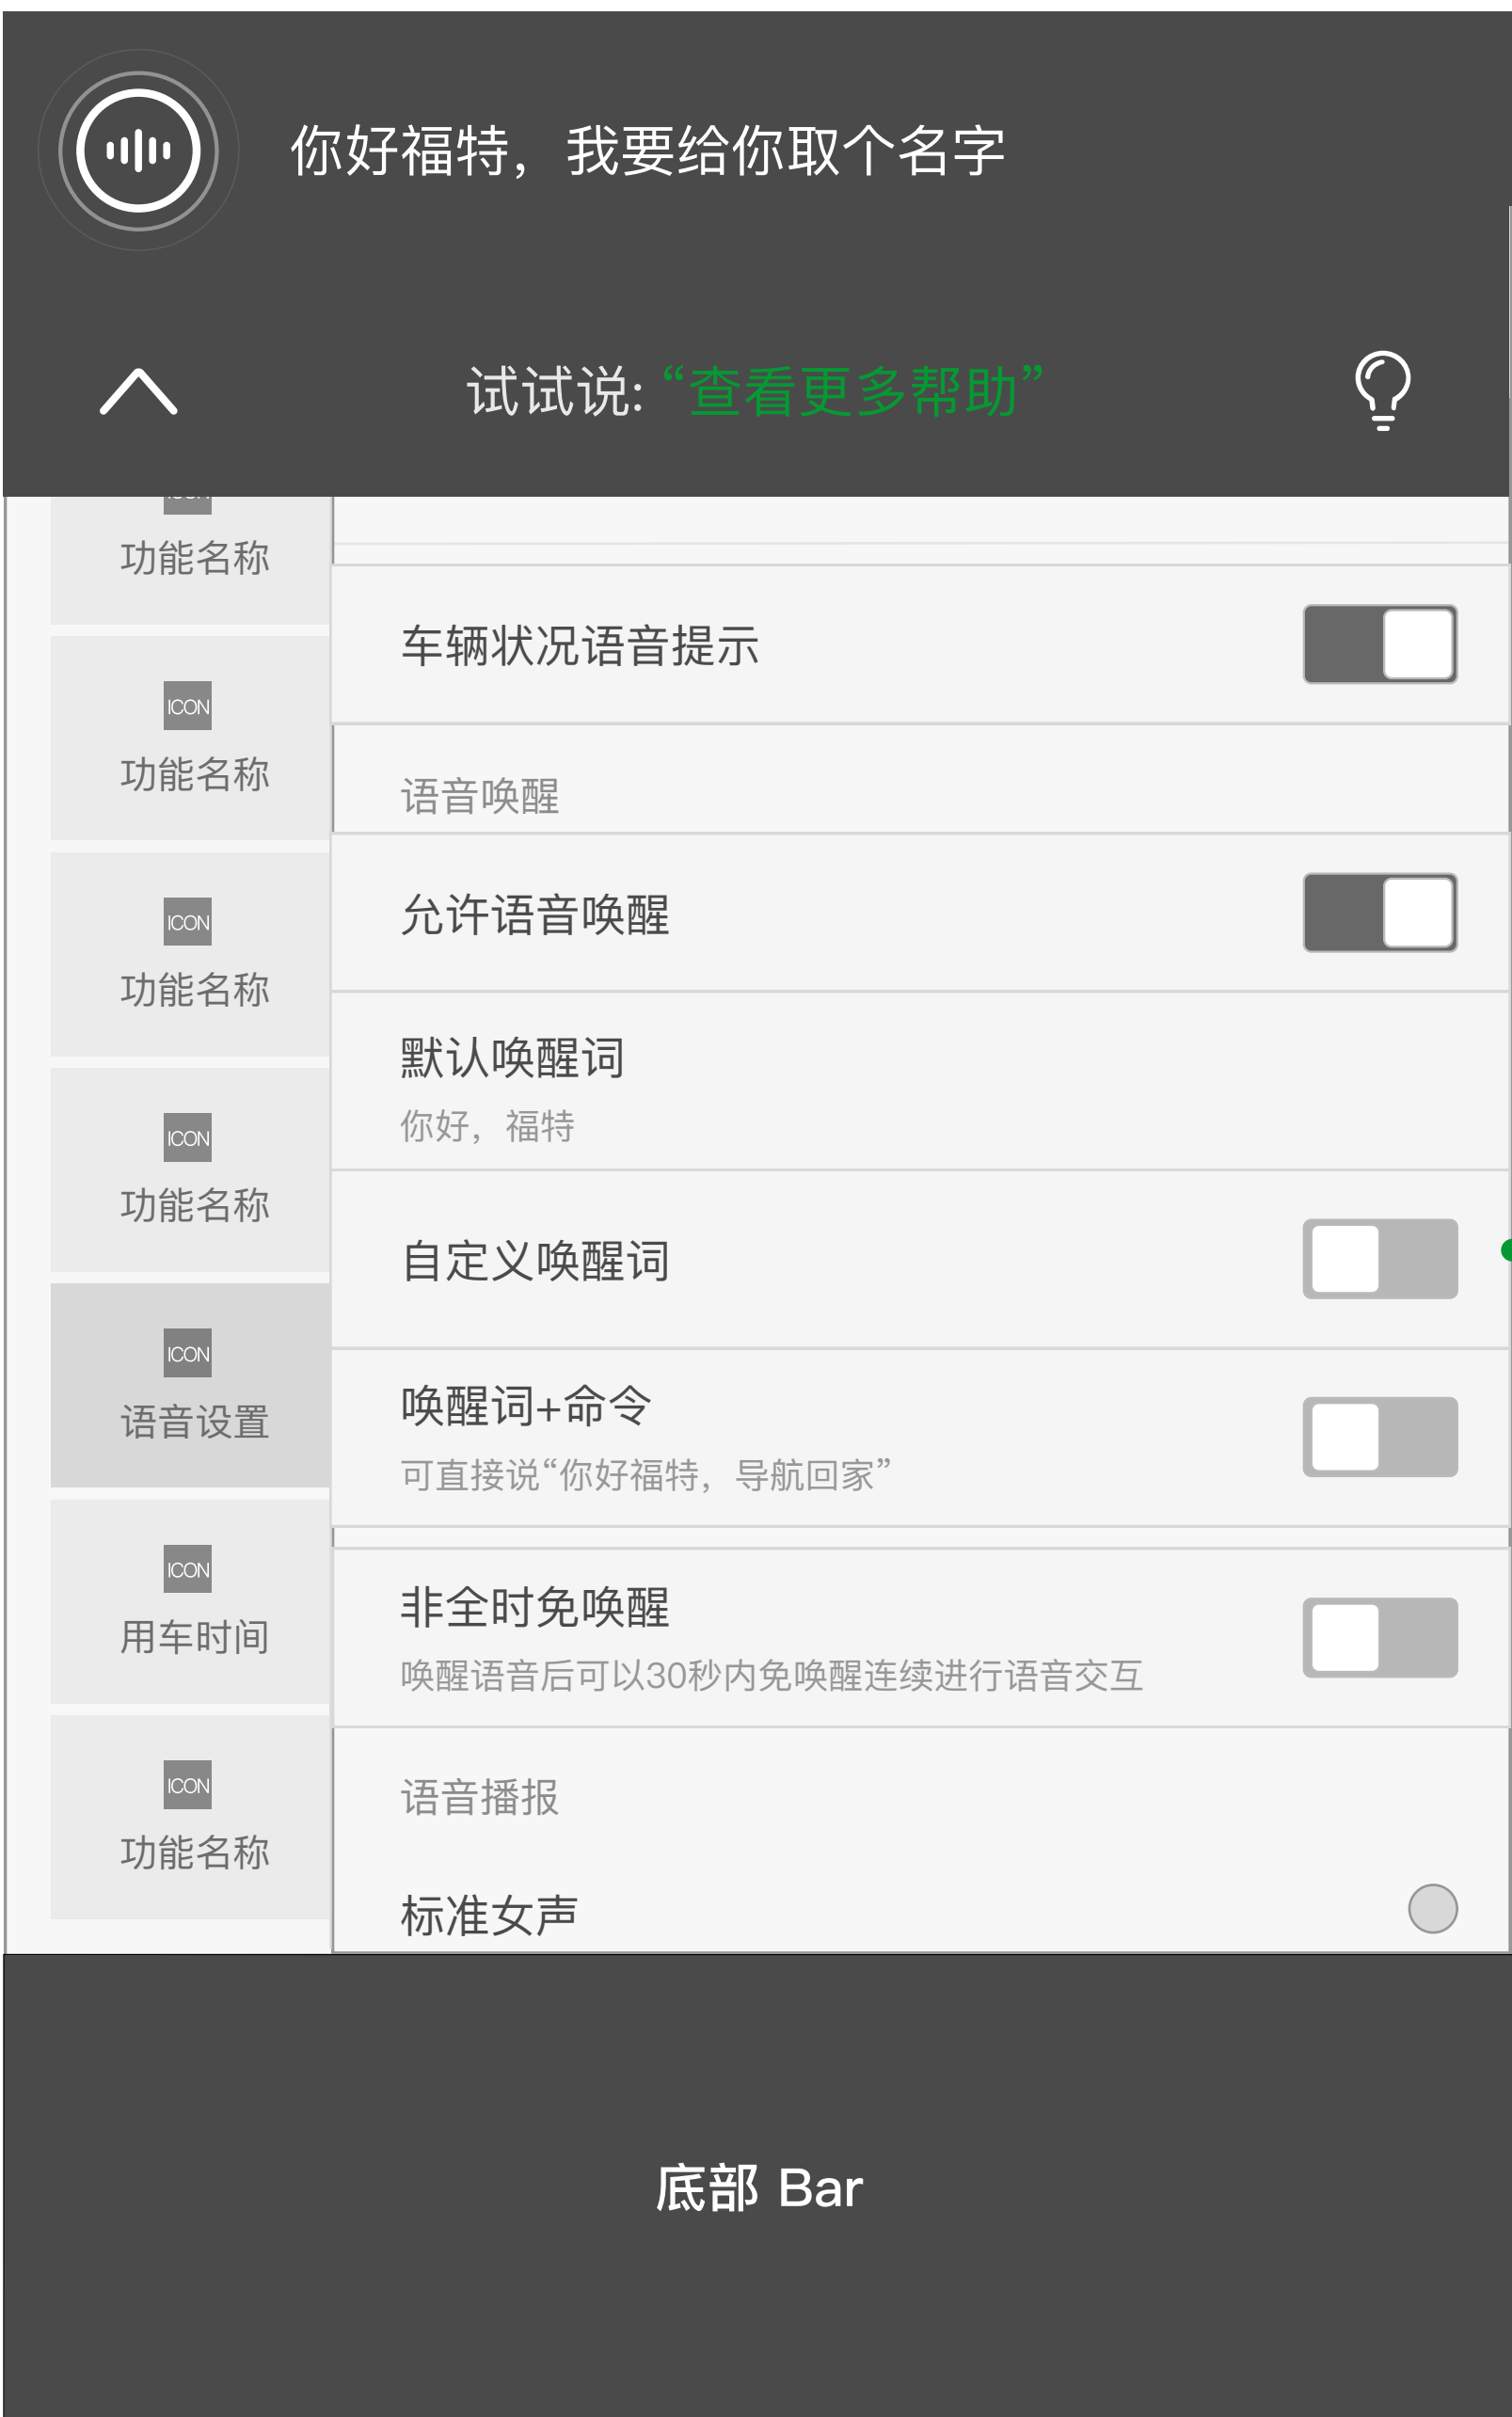 你好福特，我要给你取个名字
试试说：“查看更多帮助”
功能名称
ICON
功能名称
ICON
功能名称
ICON
功能名称
ICON
语音设置
ICON
用车时间
ICON
功能名称
车辆状况语音提示
语音唤醒
允许语音唤醒
默认唤醒词
你好，福特
自定义唤醒词
唤醒词+命令
可直接说“你好福特，导航回家”
非全时免唤醒
唤醒语音后可以30秒内免唤醒连续进行语音交互
语音播报
标准女声
底部 Bar